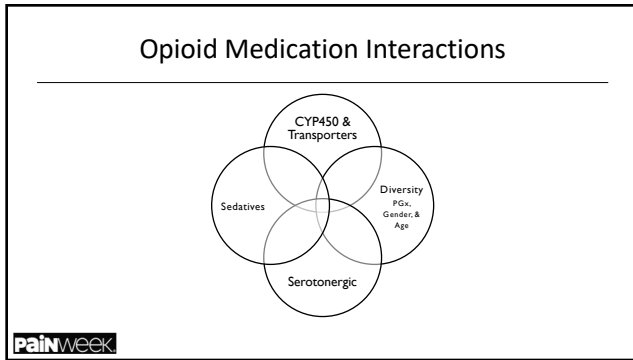 Opioid Medication Interactions
CYP450 &
Transporters
Sedatives
Diversity
PGx,
Gender, &
Age
Serotonergic
PAiNWEEK.